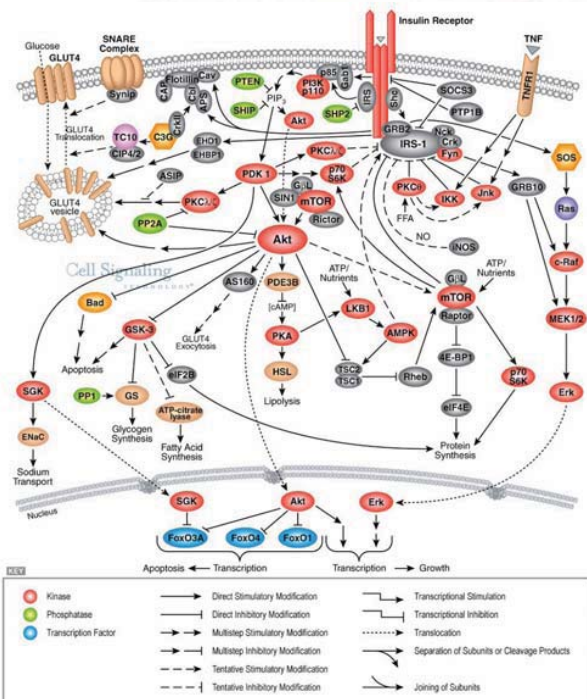 Insulin Receptor
TNF
Glucose
GLUT4
SNARE
Complex
Synip
CAP
Flotillin
Cav
Cbl
APS
CrkII
PTEN
SHIP
PIP3
Akt
PI3K
p110
p85
Gab1
SHP2
IRS
Shc
SOCS3
PTP1B
TNFR1
GLUT4
Translocation
TC10
C3G
CIP4/2
EHD1
EHBP1
GRB2
Nck
Crk
Fyn
IRS-1
SOS
GLUT4
vesicle
ASIP
PKCλ/ζ
PDK 1
PKCλ/ζ
p70
S6K
PKCθ
FFA
IKK
Jnk
GRB10
Ras
PP2A
SIN1
GβL
mTOR
Rictor
Akt
NO
iNOS
c-Raf
Cell Signaling
TECHNOLOGY®
Bad
AS160
PDE3B
ATP/
Nutrients
GβL
mTOR
Raptor
ATP/
Nutrients
MEK1/2
GSK-3
[cAMP]
LKB1
AMPK
GLUT4
Exocytosis
PKA
Apoptosis
eIF2B
TSC2
TSC1
Rheb
4E-BP1
p70
S6K
SGK
PP1
GS
HSL
Lipolysis
Erk
ATP-citrate
lyase
eIF4E
ENaC
Glycogen
Synthesis
Fatty Acid
Synthesis
Protein
Synthesis
Sodium
Transport
Nucleus
SGK
Akt
Erk
FoxO3A
FoxO4
FoxO1
Apoptosis
Transcription
Transcription
Growth
KEY
Kinase
Phosphatase
Transcription Factor
Direct Stimulatory Modification
Direct Inhibitory Modification
Multistep Stimulatory Modification
Multistep Inhibitory Modification
Tentative Stimulatory Modification
Tentative Inhibitory Modification
Transcriptional Stimulation
Transcriptional Inhibition
Translocation
Separation of Subunits or Cleavage Products
Joining of Subunits